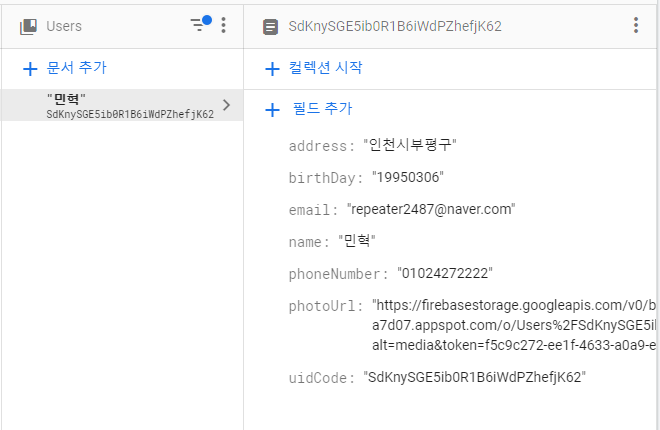 Users
SdKnySGE5ib0R1B6iWdPZhefjK62
+ 문서 추가
+ 컬렉션 시작
"민혁"
SdKnySGE5ib0R1B6iWdPZhefjK62
+ 필드 추가
address: "인천시부평구"
birthDay: "19950306"
email: "repeater2487@naver.com"
name: "민혁"
phoneNumber: "01024272222"
photoUrl: "https://firebasestorage.googleapis.com/v0/b
a7d07.appspot.com/o/Users%2FSdKnySGE5il
alt=media&token=f5c9c272-ee1f-4633-a0a9-e
uidCode: "SdKnySGE5ib0R1B6iWdPZhefjK62"